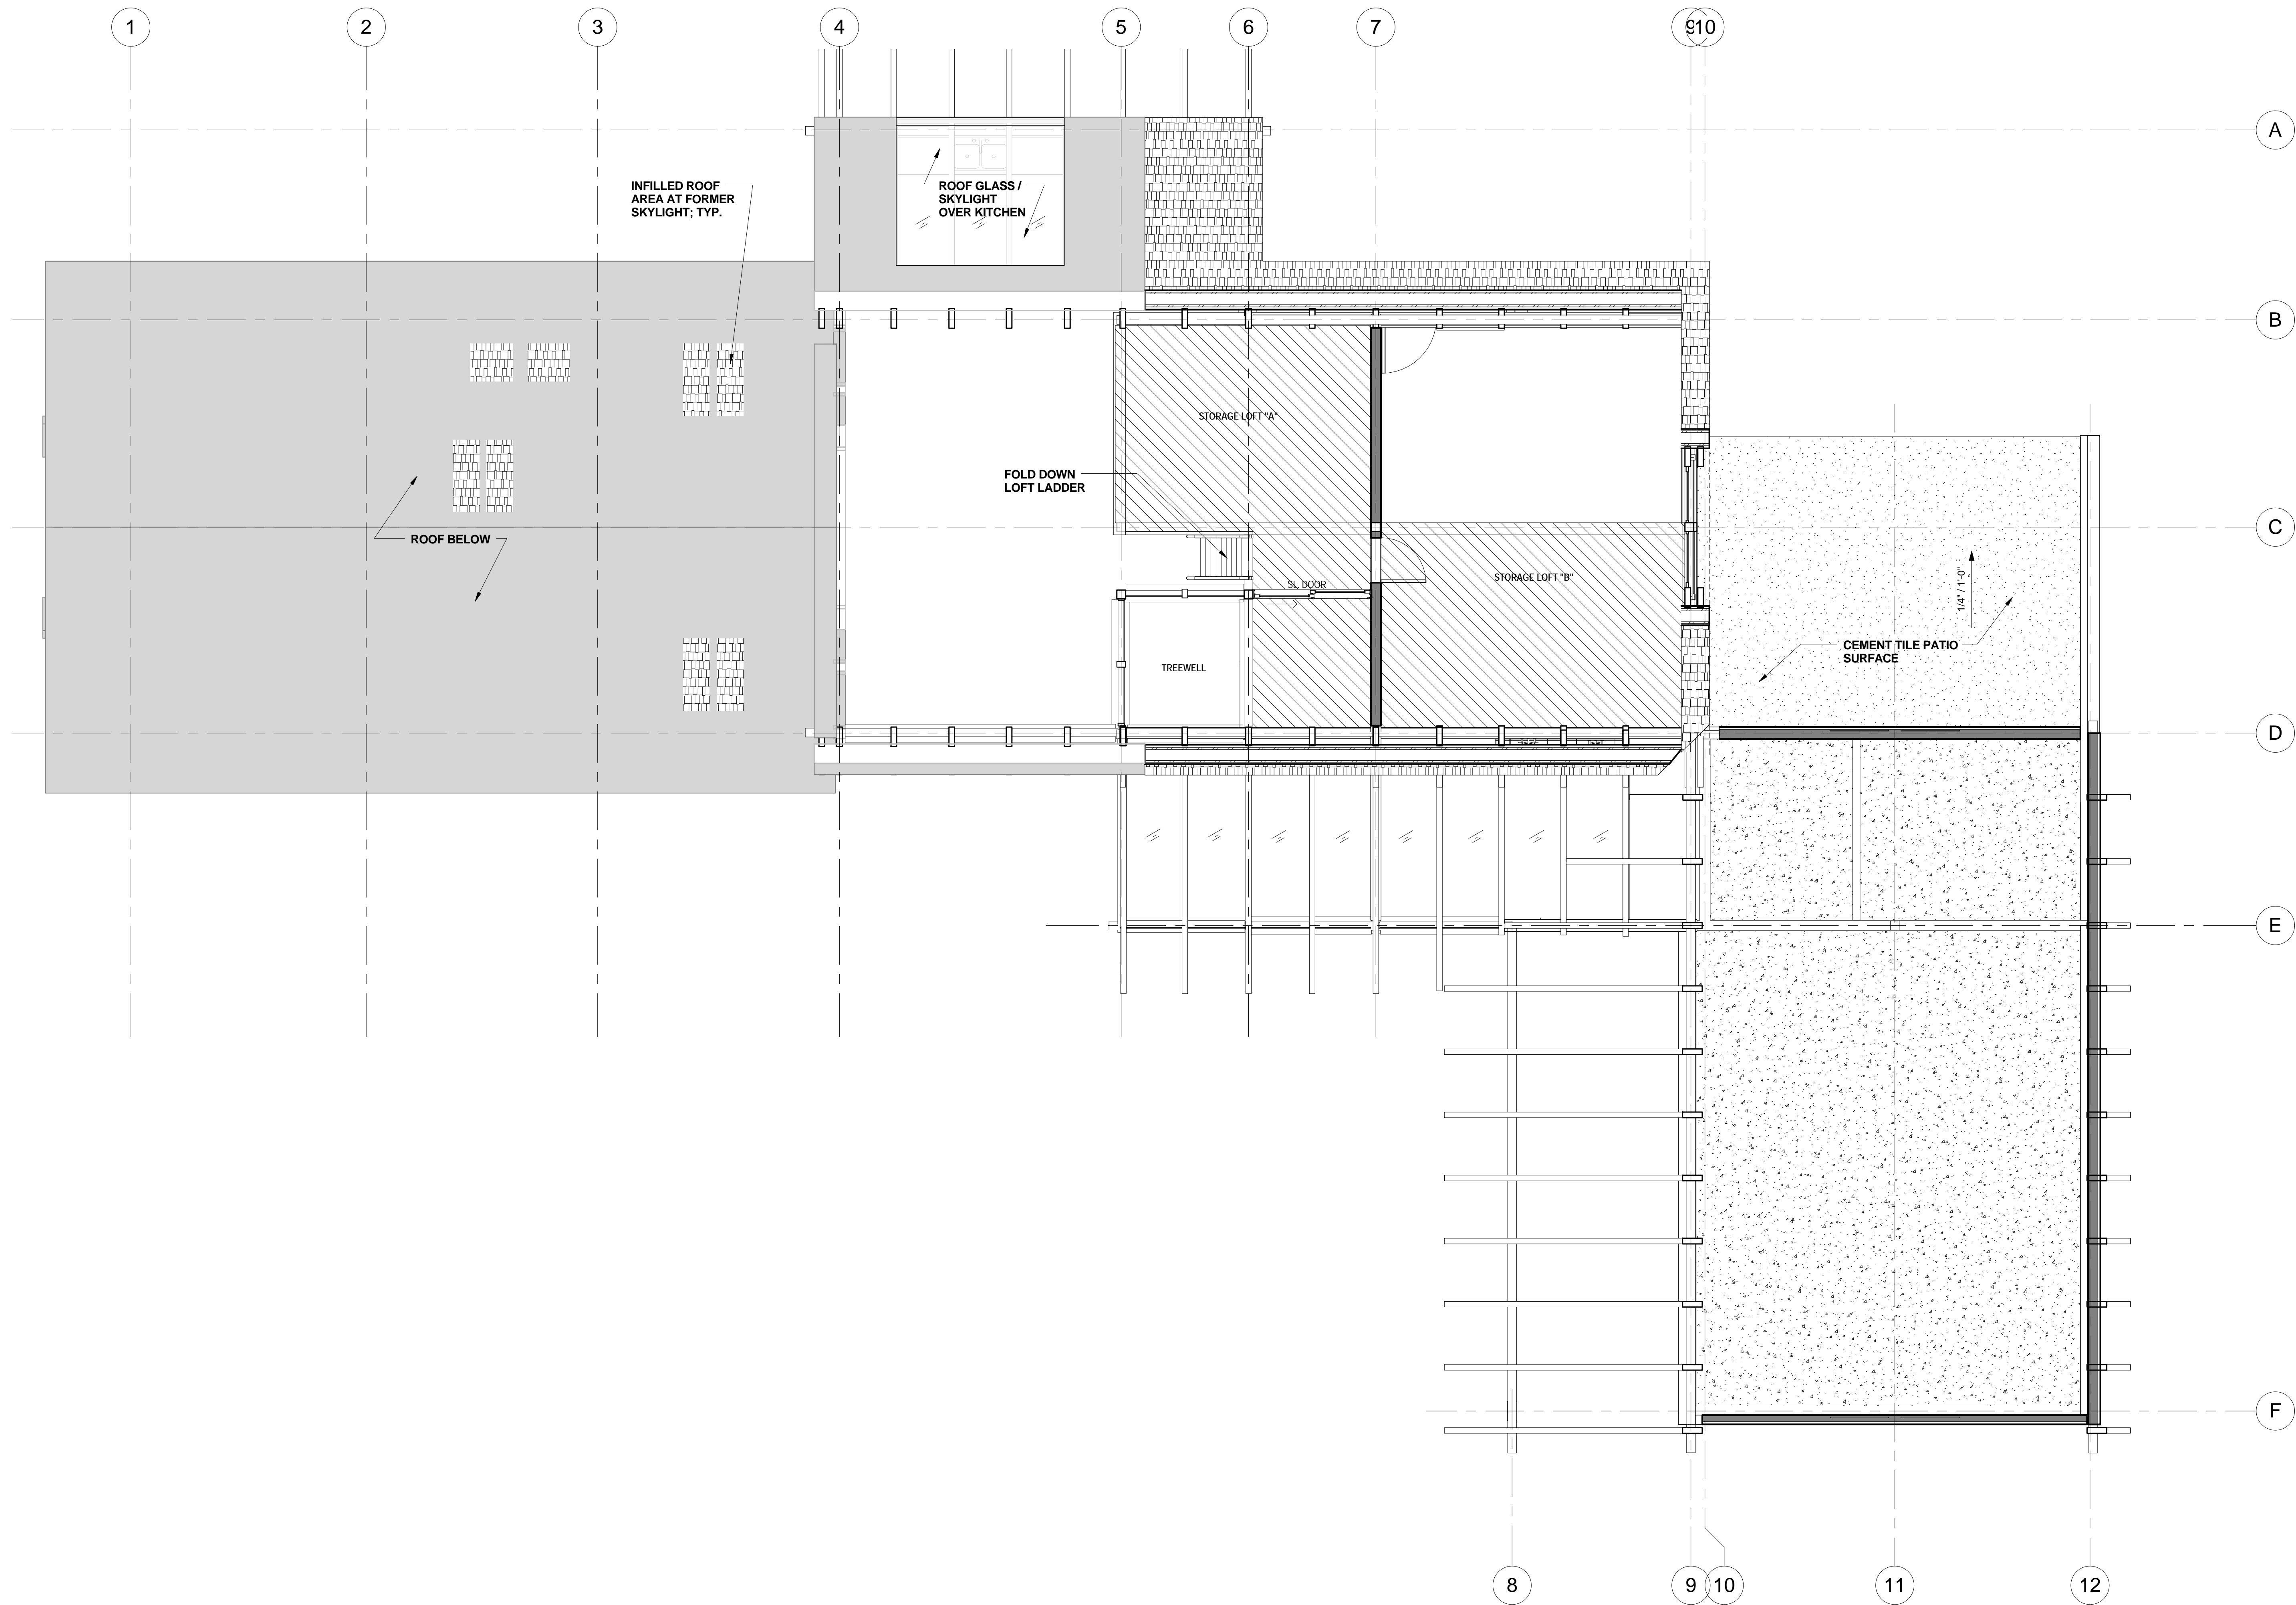 1
2
3
4
5
6
7
9
10
A
INFILLED ROOF
AREA AT FORMER
SKYLIGHT; TYP.
ROOF GLASS /
SKYLIGHT
OVER KITCHEN
B
STORAGE LOFT "A"
FOLD DOWN
LOFT LADDER
C
ROOF BELOW
SL. DOOR
STORAGE LOFT "B"
1/4" / 1'-0"
CEMENT TILE PATIO
SURFACE
TREEWELL
D
E
F
8
9
10
11
12